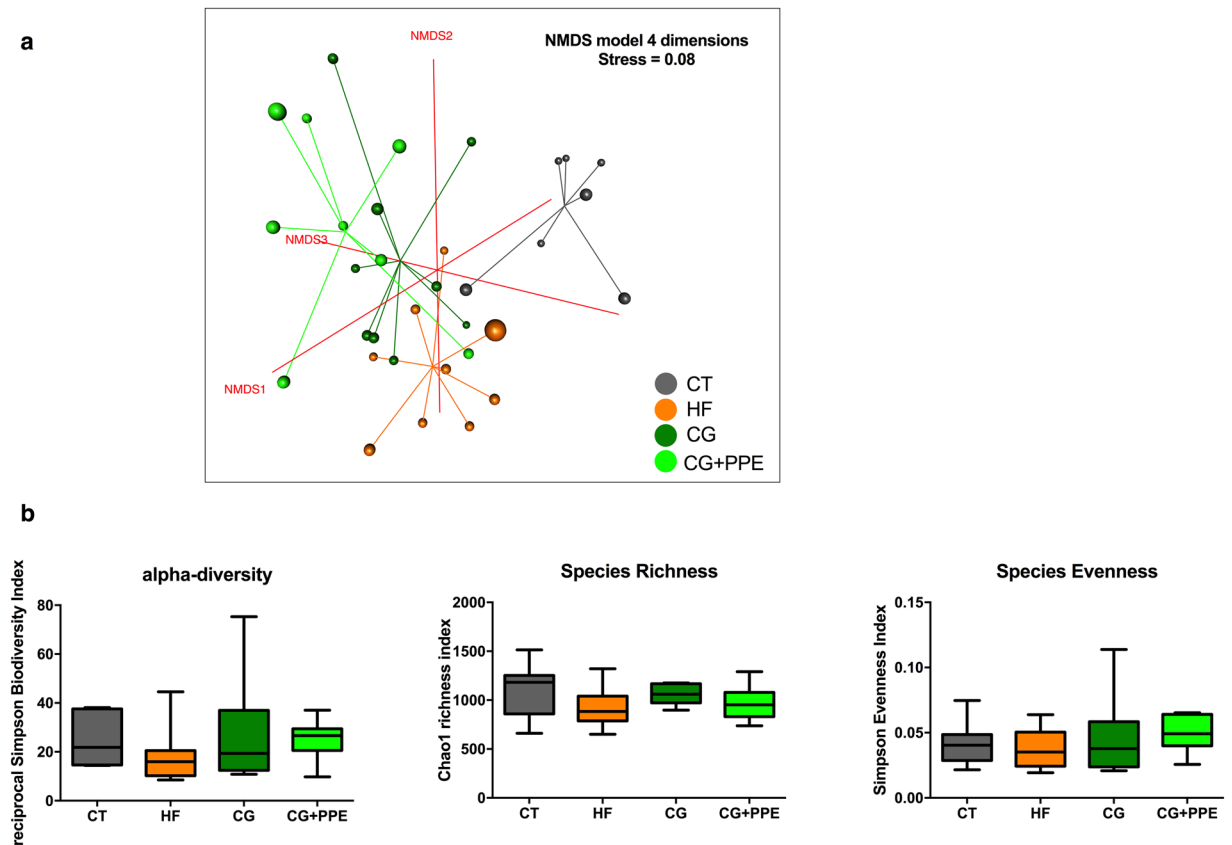 a
NMDS2
NMDS model 4 dimensions
Stress = 0.08
NMDS3
NMDS1
CT
HF
CG
CG+PPE
b
alpha-diversity
reciprocal Simpson Biodiversity Index
80
60
40
20
0
CT HF CG CG+PPE
Species Richness
Chao1 richness index
2000
1500
1000
500
0
CT HF CG CG+PPE
Species Evenness
Simpson Evenness Index
0.15
0.10
0.05
0.00
CT HF CG CG+PPE